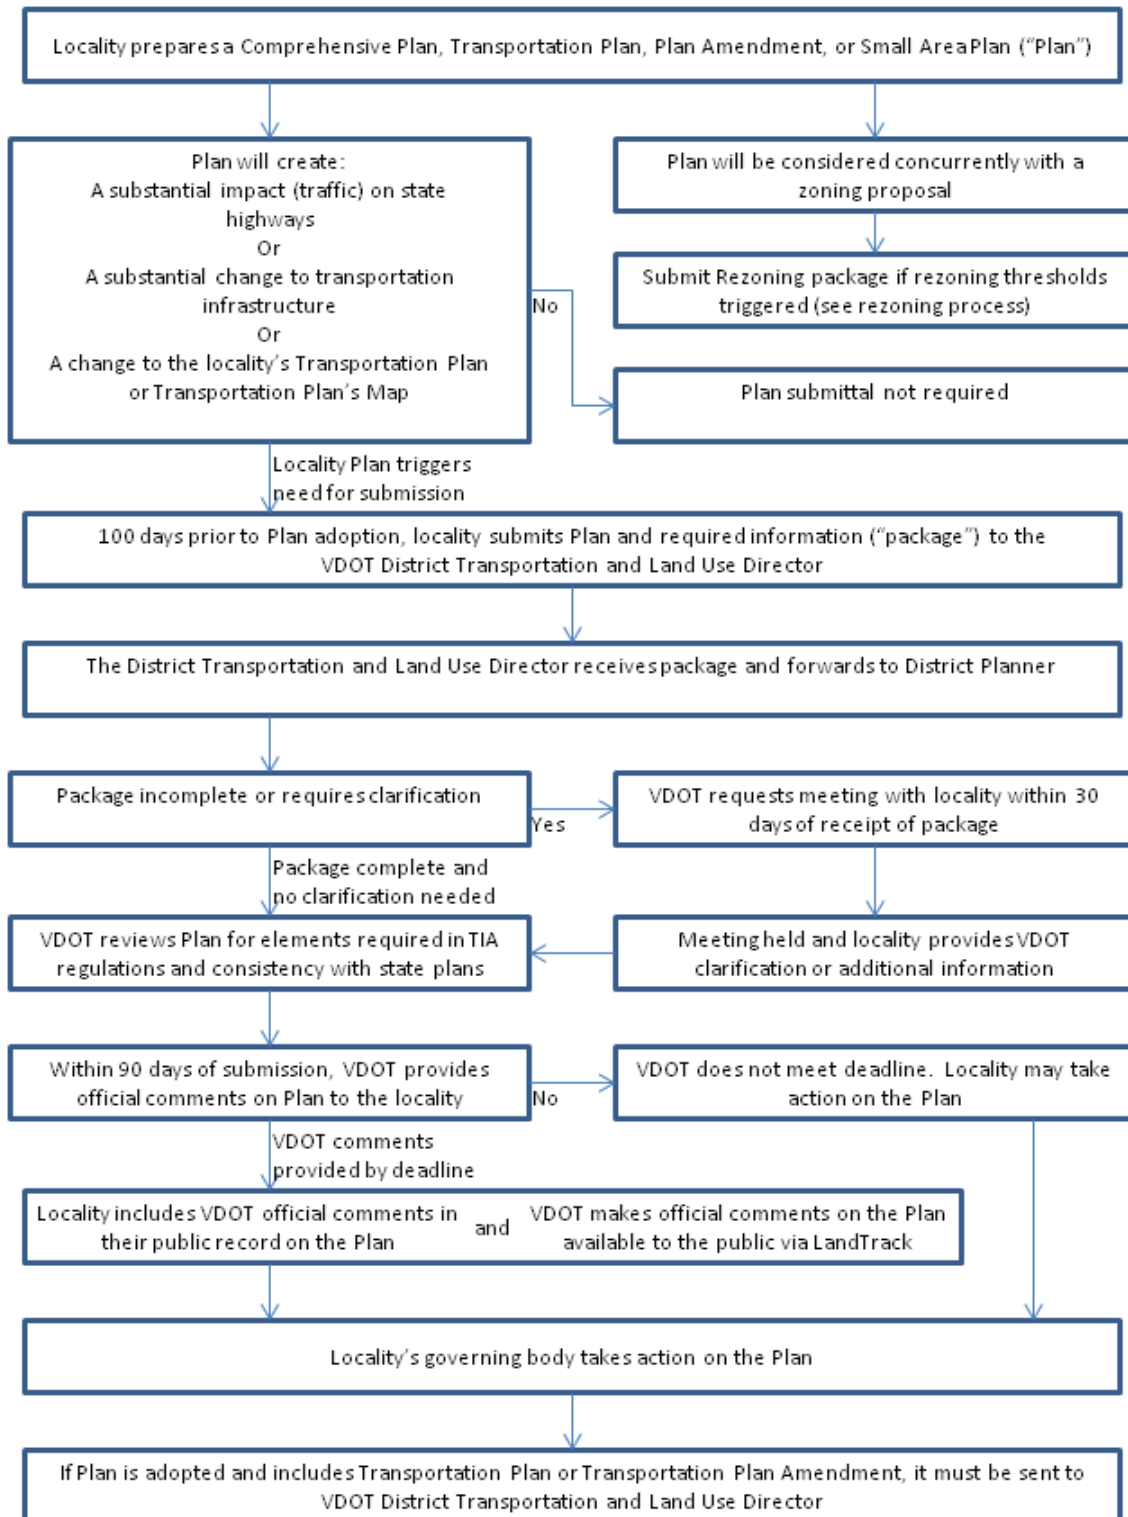 Locality prepares a Comprehensive Plan, Transportation Plan, Plan Amendment, or Small Area Plan (“Plan”)
Plan will create:
A substantial impact (traffic) on state
highways
Or
A substantial change to transportation
infrastructure
Or
A change to the locality’s Transportation Plan
or Transportation Plan’s Map
Plan will be considered concurrently with a
zoning proposal
Submit Rezoning package if rezoning thresholds
triggered (see rezoning process)
No
Plan submittal not required
Locality Plan triggers
need for submission
100 days prior to Plan adoption, locality submits Plan and required information (“package”) to the
VDOT District Transportation and Land Use Director
The District Transportation and Land Use Director receives package and forwards to District Planner
Package incomplete or requires clarification
Yes
VDOT requests meeting with locality within 30
days of receipt of package
Package complete and
no clarification needed
VDOT reviews Plan for elements required in TIA
regulations and consistency with state plans
Meeting held and locality provides VDOT
clarification or additional information
Within 90 days of submission, VDOT provides
official comments on Plan to the locality
No
VDOT does not meet deadline. Locality may take
action on the Plan
VDOT comments
provided by deadline
Locality includes VDOT official comments in
their public record on the Plan
and
VDOT makes official comments on the Plan
available to the public via LandTrack
Locality’s governing body takes action on the Plan
If Plan is adopted and includes Transportation Plan or Transportation Plan Amendment, it must be sent to
VDOT District Transportation and Land Use Director